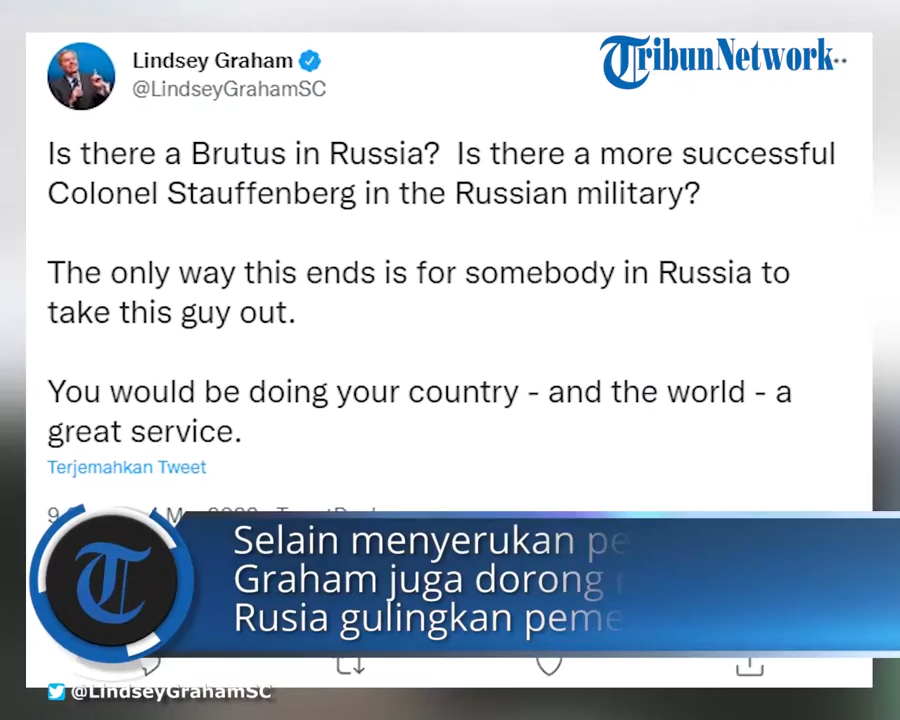 Lindsey Graham
TribunNetwork
@LindseyGrahamSC
Is there a Brutus in Russia? Is there a more successful
Colonel Stauffenberg in the Russian military?
The only way this ends is for somebody in Russia to
take this guy out.
You would be doing your country - and the world - a
great service.
Terjemahkan Tweet
Selain menyerukan
Graham juga dorong
Rusia gulingkan
@LindseyGrahamSC